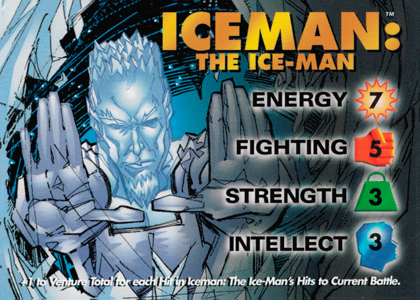 ICEMAN:™
THE ICE-MAN
ENERGY 7
FIGHTING 5
STRENGTH 3
INTELLECT 3
+1 to Venture Total for each Hit in Iceman: The Ice-Man's Hits to Current Battle.